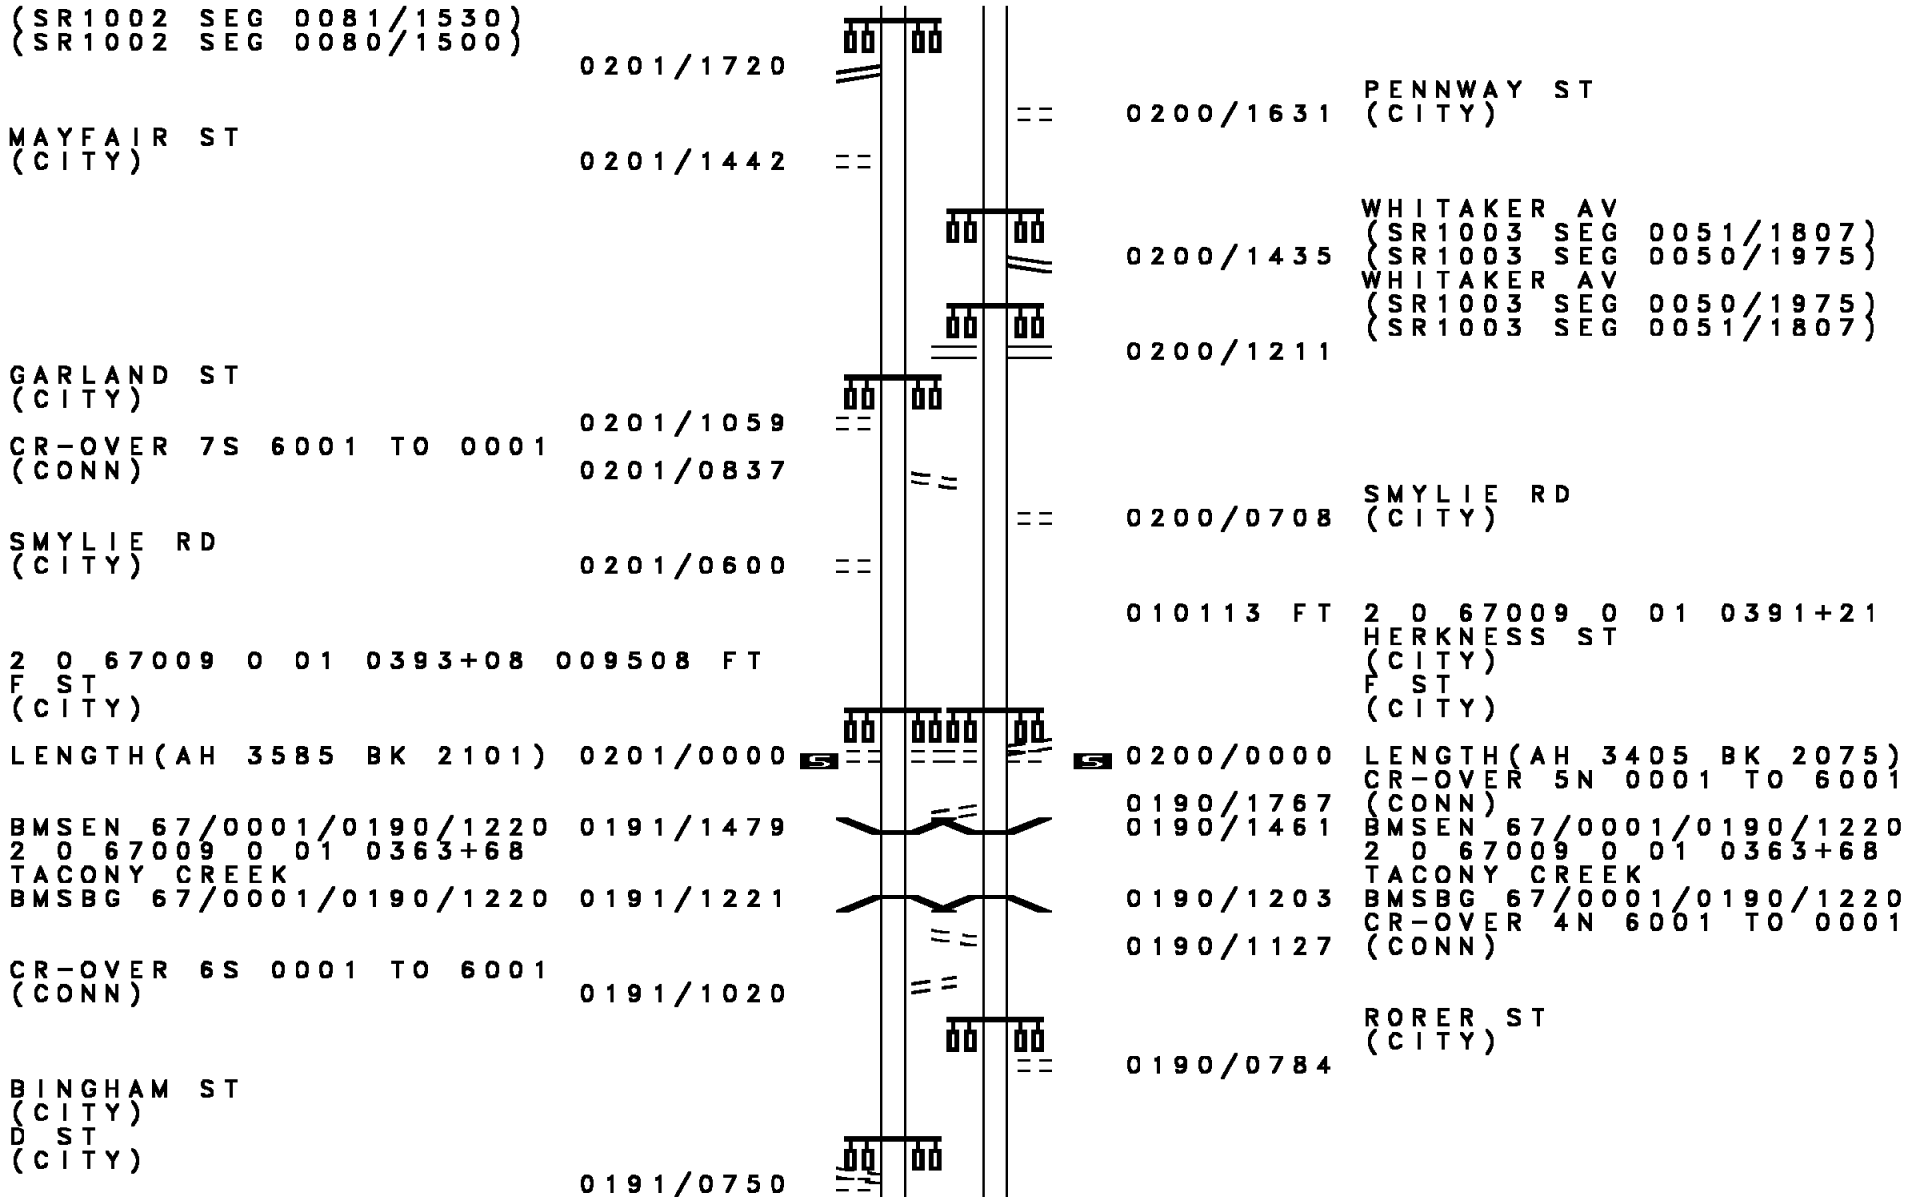 (SR1002 SEG 0081/1530)
(SR1002 SEG 0080/1500)
0201/1720
PENNWAY ST
0200/1631 (CITY)
MAYFAIR ST
(CITY) 0201/1442
WHITAKER AV
(SR1003 SEG 0051/1807)
0200/1435 (SR1003 SEG 0050/1975)
WHITAKER AV
(SR1003 SEG 0050/1975)
(SR1003 SEG 0051/1807)
0200/1211
GARLAND ST
(CITY)
0201/1059
CR-OVER 7S 6001 TO 0001
(CONN) 0201/0837
SMYLIE RD
0200/0708 (CITY)
SMYLIE RD
(CITY) 0201/0600
010113 FT 2 0 67009 0 01 0391+21
HERKNESS ST
2 0 67009 0 01 0393+08 009508 FT (CITY)
F ST F ST
(CITY) (CITY)
LENGTH(AH 3585 BK 2101) 0201/0000 S S 0200/0000 LENGTH(AH 3405 BK 2075)
CR-OVER 5N 0001 TO 6001
0190/1767 (CONN)
BMSEN 67/0001/0190/1220 0191/1479 0190/1461 BMSEN 67/0001/0190/1220
2 0 67009 0 01 0363+68 2 0 67009 0 01 0363+68
TACONY CREEK TACONY CREEK
BMSBG 67/0001/0190/1220 0191/1221 0190/1203 BMSBG 67/0001/0190/1220
CR-OVER 4N 6001 TO 0001
0190/1127 (CONN)
CR-OVER 6S 0001 TO 6001
(CONN) 0191/1020
RORER ST
(CITY)
0190/0784
BINGHAM ST
(CITY)
D ST
(CITY)
0191/0750